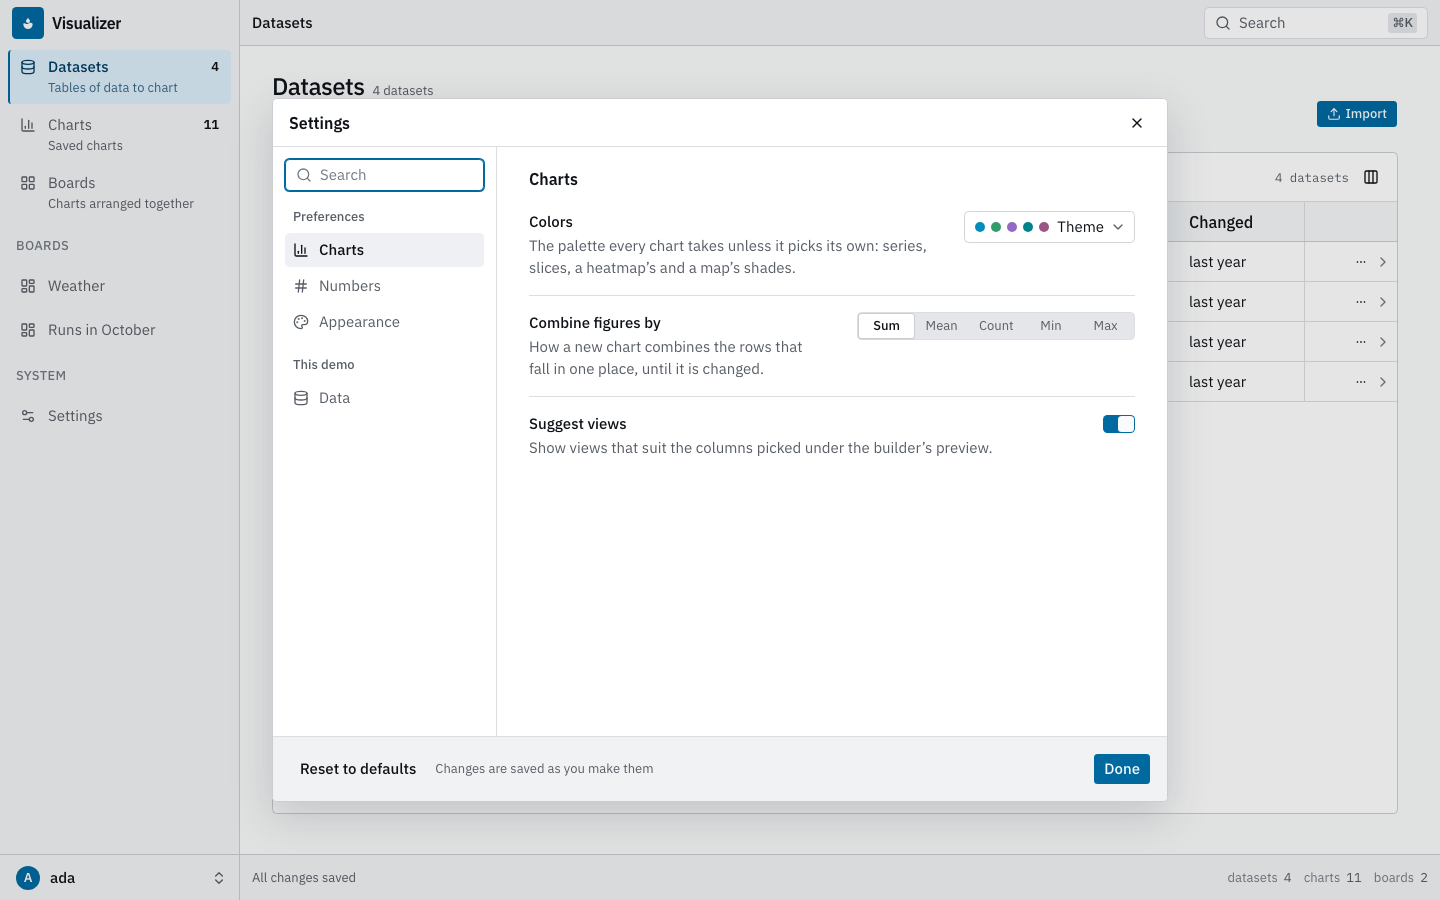 Visualizer
Datasets
4
Tables of data to chart
Charts
11
Saved charts
Boards
Charts arranged together
BOARDS
Weather
Runs in October
SYSTEM
Settings
A
ada
Datasets
Search
⌘K
Datasets
4 datasets
Import
4 datasets
Changed
last year
last year
last year
last year
Settings
Search
Preferences
Charts
Numbers
Appearance
This demo
Data
Charts
Colors
The palette every chart takes unless it picks its own: series,
slices, a heatmap’s and a map’s shades.
Theme
Combine figures by
How a new chart combines the rows that
fall in one place, until it is changed.
Sum Mean Count Min Max
Suggest views
Show views that suit the columns picked under the builder’s preview.
Reset to defaults
Changes are saved as you make them
Done
All changes saved
datasets 4 charts 11 boards 2